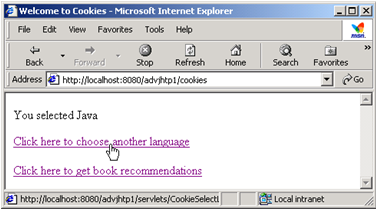 Welcome to Cookies - Microsoft Internet Explorer
File Edit View Favorites Tools Help
msn.
Back Forward Stop Refresh Home Search Favorites
Address http://localhost:8080/advjhtp1/cookies Go
You selected Java
Click here to choose another language
Click here to get book recommendations
http://localhost:8080/advjhtp1/servlets/CookieSelectl Local intranet